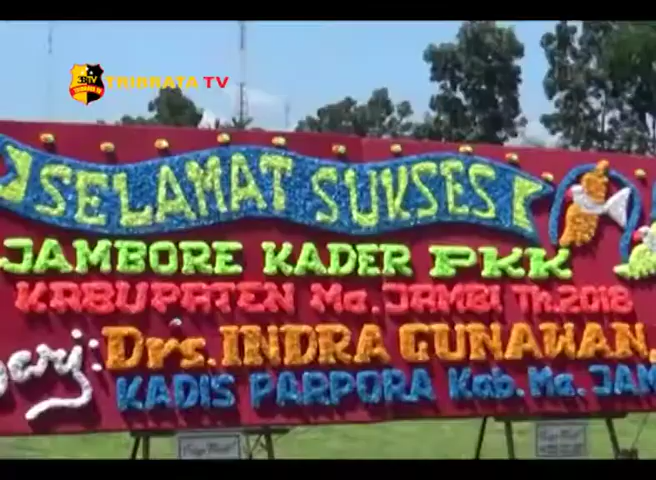 TRIBRATA TV
SELAMAT SUKSES
JAMBORE KADER PKK
KABUPATEN Ma. JAMBI Th. 2018
Dari: Drs. INDRA GUNAWAN,
KADIS PARPORA Kab. Ma. JAM